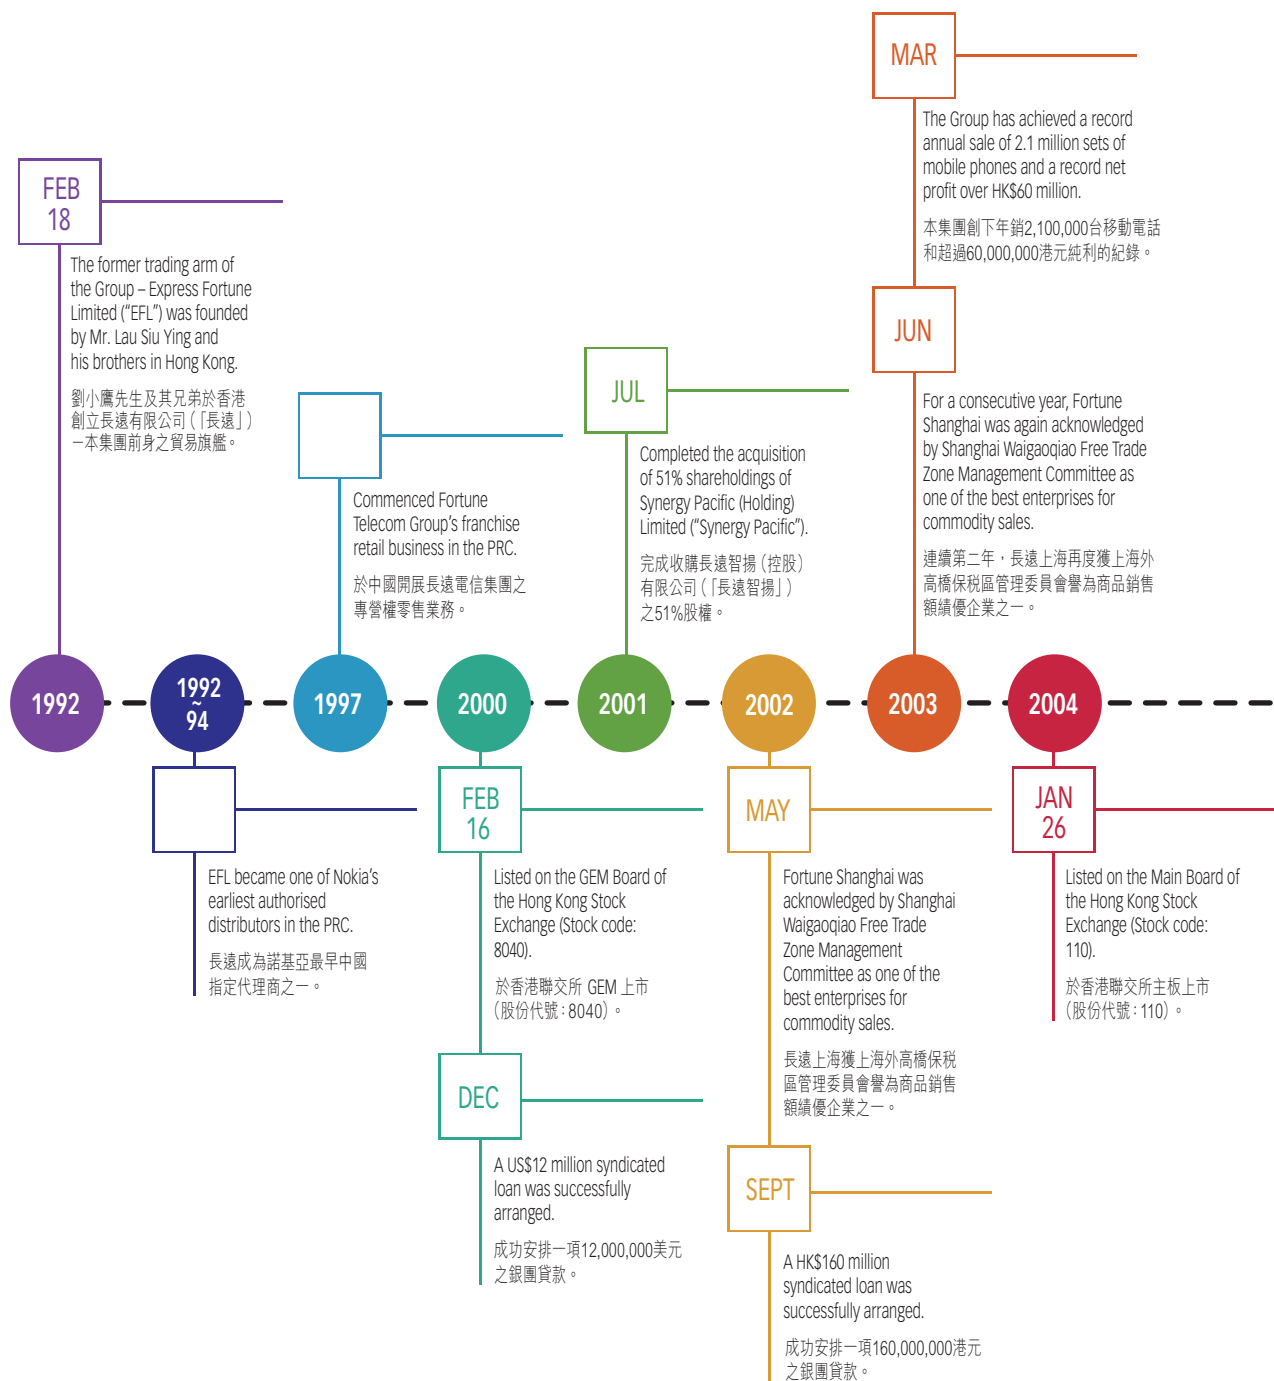 1992
FEB
18
The former trading arm of
the Group – Express Fortune
Limited (“EFL”) was founded
by Mr. Lau Siu Ying and
his brothers in Hong Kong.
劉小鷹先生及其兄弟於香港
創立長遠有限公司（「長遠」）
－本集團前身之貿易旗艦。
1992
~
94
EFL became one of Nokia’s
earliest authorised
distributors in the PRC.
長遠成為諾基亞最早中國
指定代理商之一。
1997
Commenced Fortune
Telecom Group’s franchise
retail business in the PRC.
於中國開展長遠電信集團之
專營權零售業務。
2000
FEB
16
Listed on the GEM Board of
the Hong Kong Stock
Exchange (Stock code:
8040).
於香港聯交所 GEM 上市
（股份代號：8040）。
DEC
A US$12 million syndicated
loan was successfully
arranged.
成功安排一項12,000,000美元
之銀團貸款。
2001
JUL
Completed the acquisition
of 51% shareholdings of
Synergy Pacific (Holding)
Limited (“Synergy Pacific”).
完成收購長遠智揚（控股）
有限公司（「長遠智揚」）
之51%股權。
2002
MAY
Fortune Shanghai was
acknowledged by Shanghai
Waigaoqiao Free Trade
Zone Management
Committee as one of the
best enterprises for
commodity sales.
長遠上海獲上海外高橋保税
區管理委員會譽為商品銷售
額績優企業之一。
SEPT
A HK$160 million
syndicated loan was
successfully arranged.
成功安排一項160,000,000港元
之銀團貸款。
2003
MAR
The Group has achieved a record
annual sale of 2.1 million sets of
mobile phones and a record net
profit over HK$60 million.
本集團創下年銷2,100,000台移動電話
和超過60,000,000港元純利的紀錄。
JUN
For a consecutive year, Fortune
Shanghai was again acknowledged
by Shanghai Waigaoqiao Free Trade
Zone Management Committee as
one of the best enterprises for
commodity sales.
連續第二年，長遠上海再度獲上海外
高橋保税區管理委員會譽為商品銷售
額績優企業之一。
2004
JAN
26
Listed on the Main Board of
the Hong Kong Stock
Exchange (Stock code:
110).
於香港聯交所主板上市
（股份代號：110）。